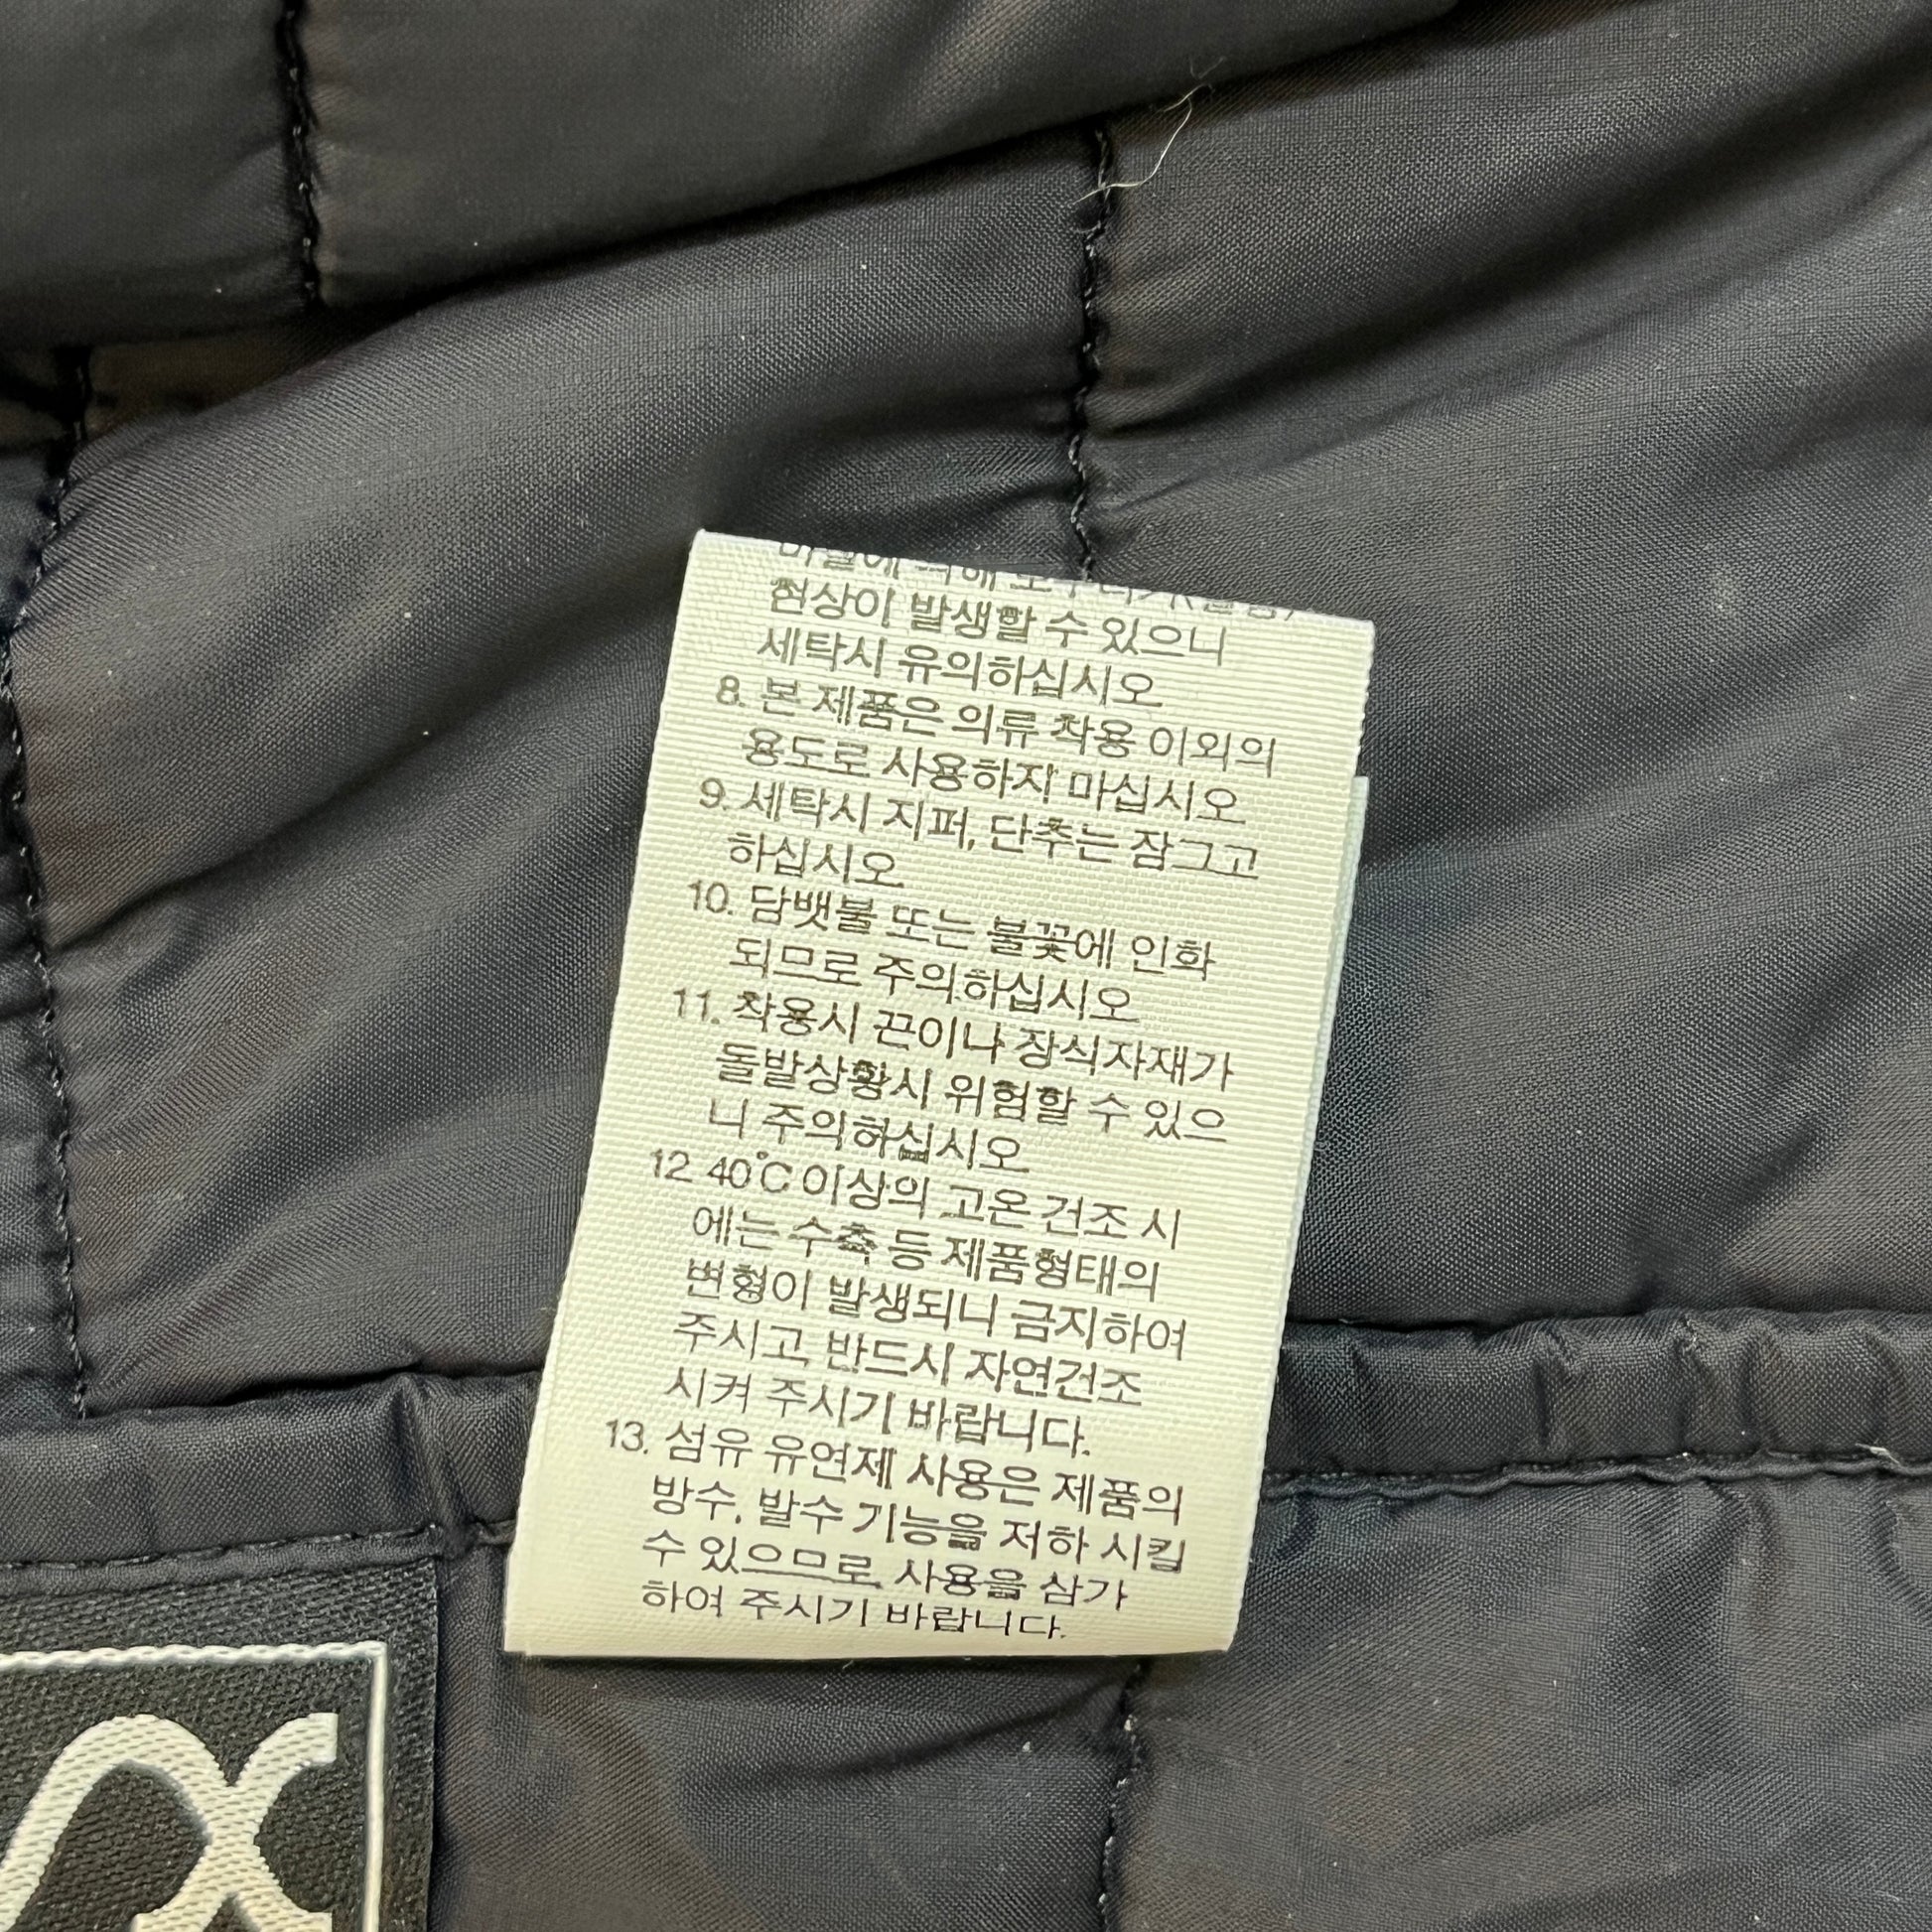 현상이 발생할 수 있으니
세탁시 유의하십시오
8. 본 제품은 의류 착용 이외의
용도로 사용하지 마십시오
9. 세탁시 지퍼, 단추는 잠그고
하십시오
10. 담뱃불 또는 불꽃에 인화
되므로 주의하십시오
11. 착용시 끈이나 장식자재가
돌발상황시 위험할 수 있으
니 주의하십시오
12 40°C 이상의 고온 건조 시
에는 수축 등 제품형태의
변형이 발생되니 금지하여
주시고 반드시 자연건조
시켜 주시기 바랍니다.
13. 섬유 유연제 사용은 제품의
방수, 발수 기능을 저하 시킬
수 있으므로 사용을 삼가
하여 주시기 바랍니다.